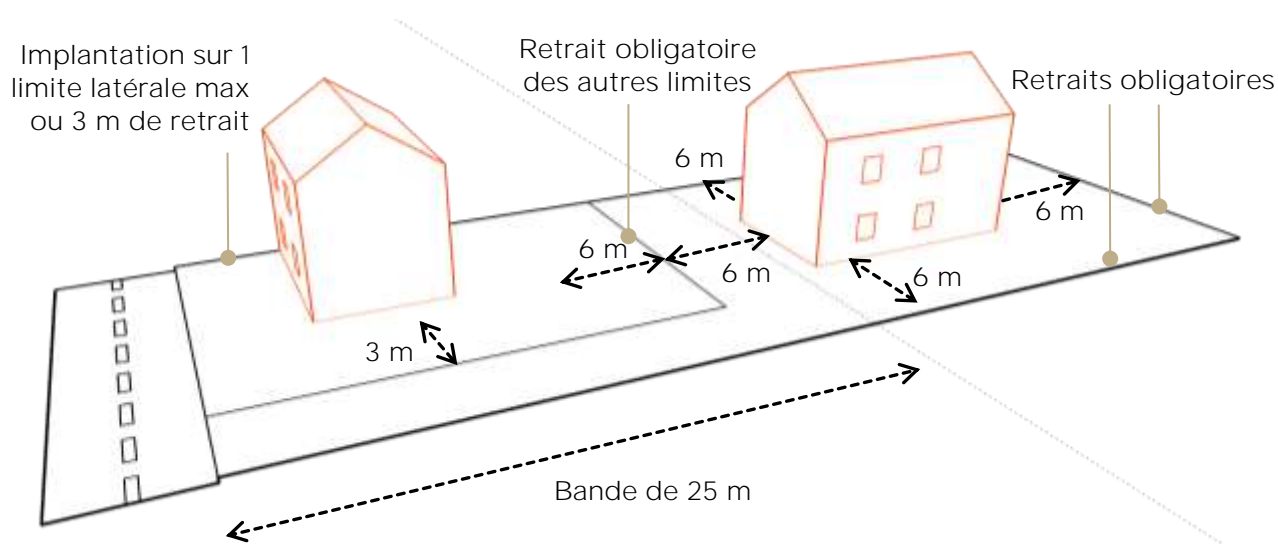 Implantation sur 1
limite latérale max
ou 3 m de retrait
Retrait obligatoire
des autres limites
Retraits obligatoires
6 m
6 m
6 m
6 m
6 m
3 m
Bande de 25 m